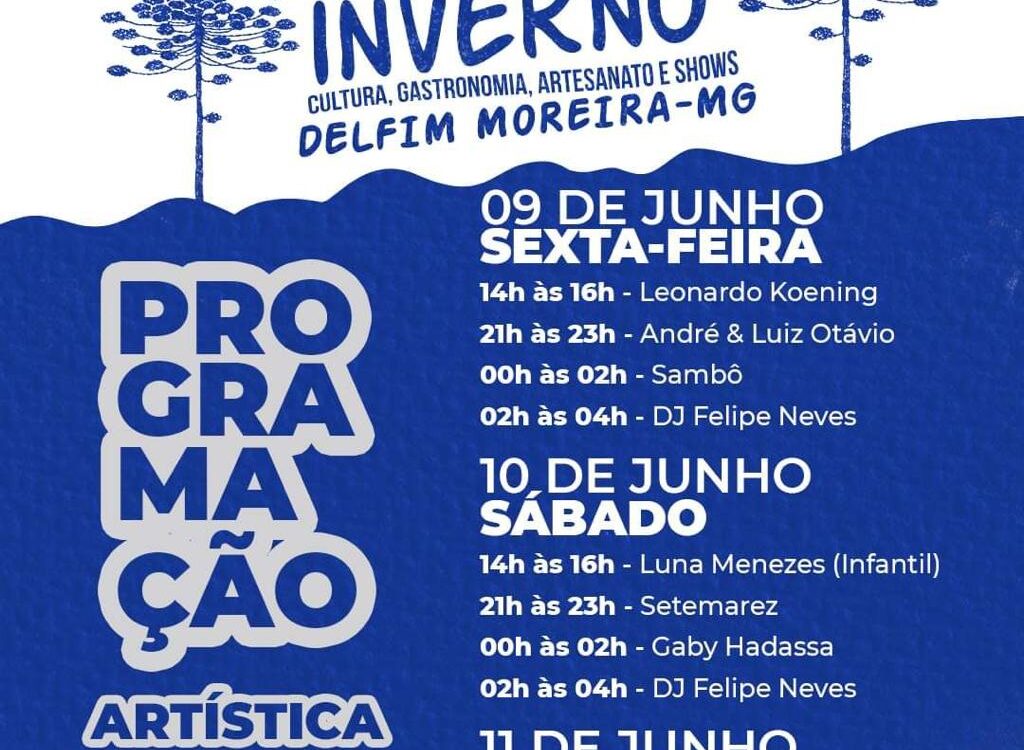 INVERNO
CULTURA, GASTRONOMIA, ARTESANATO E SHOWS
DELFIM MOREIRA-MG
PRO
GRA
MA
ÇÃO
ARTÍSTICA
09 DE JUNHO
SEXTA-FEIRA
14h às 16h - Leonardo Koening
21h às 23h - André & Luiz Otávio
00h às 02h - Sambô
02h às 04h - DJ Felipe Neves
10 DE JUNHO
SÁBADO
14h às 16h - Luna Menezes (Infantil)
21h às 23h - Setemarez
00h às 02h - Gaby Hadassa
02h às 04h - DJ Felipe Neves
11 DE JUNHO